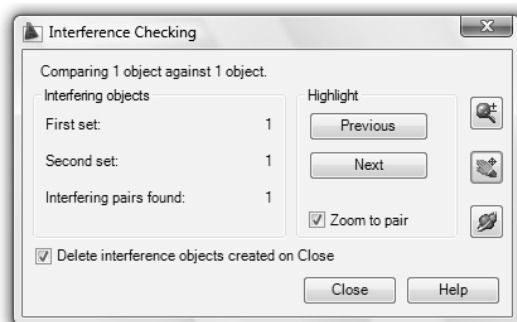 Interference Checking
Comparing 1 object against 1 object.
Interfering objects
First set: 1
Second set: 1
Interfering pairs found: 1
Highlight
Previous
Next
Zoom to pair
Delete interference objects created on Close
Close
Help